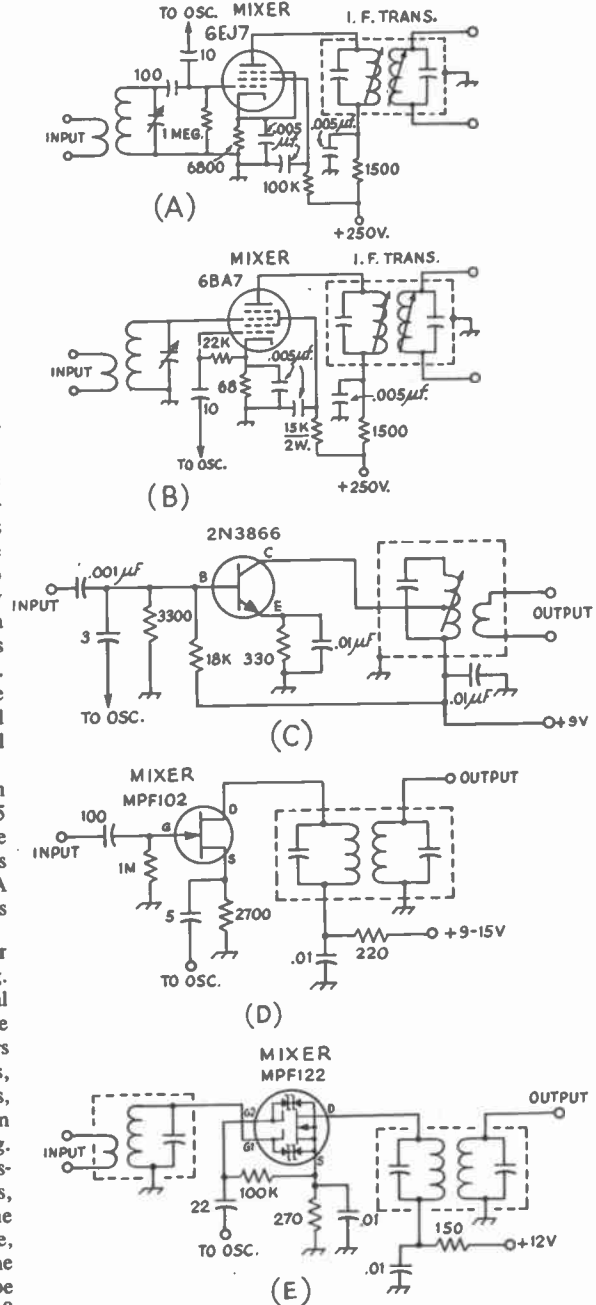 TO OSC.
MIXER
6EJ7
I.F. TRANS.
10
100
INPUT
1 MEG.
6800
.005
µf.
.005µf.
100K
1500
+250V.
(A)
MIXER
6BA7
I.F. TRANS.
INPUT
22K
.005µf.
68
10
15K
2W.
.005µf.
1500
TO OSC.
+250V.
(B)
2N3866
.001µF
B
C
E
INPUT
3300
3
18K
330
.01µF
OUTPUT
TO OSC.
.01µF
+9V
(C)
MIXER
MPF102
OUTPUT
100
G
D
S
INPUT
1M
5
2700
+9-15V
.01
220
TO OSC.
(D)
MIXER
MPF122
OUTPUT
G2
G1
D
S
INPUT
100K
22
270
.01
150
+12V
.01
TO OSC.
(E)